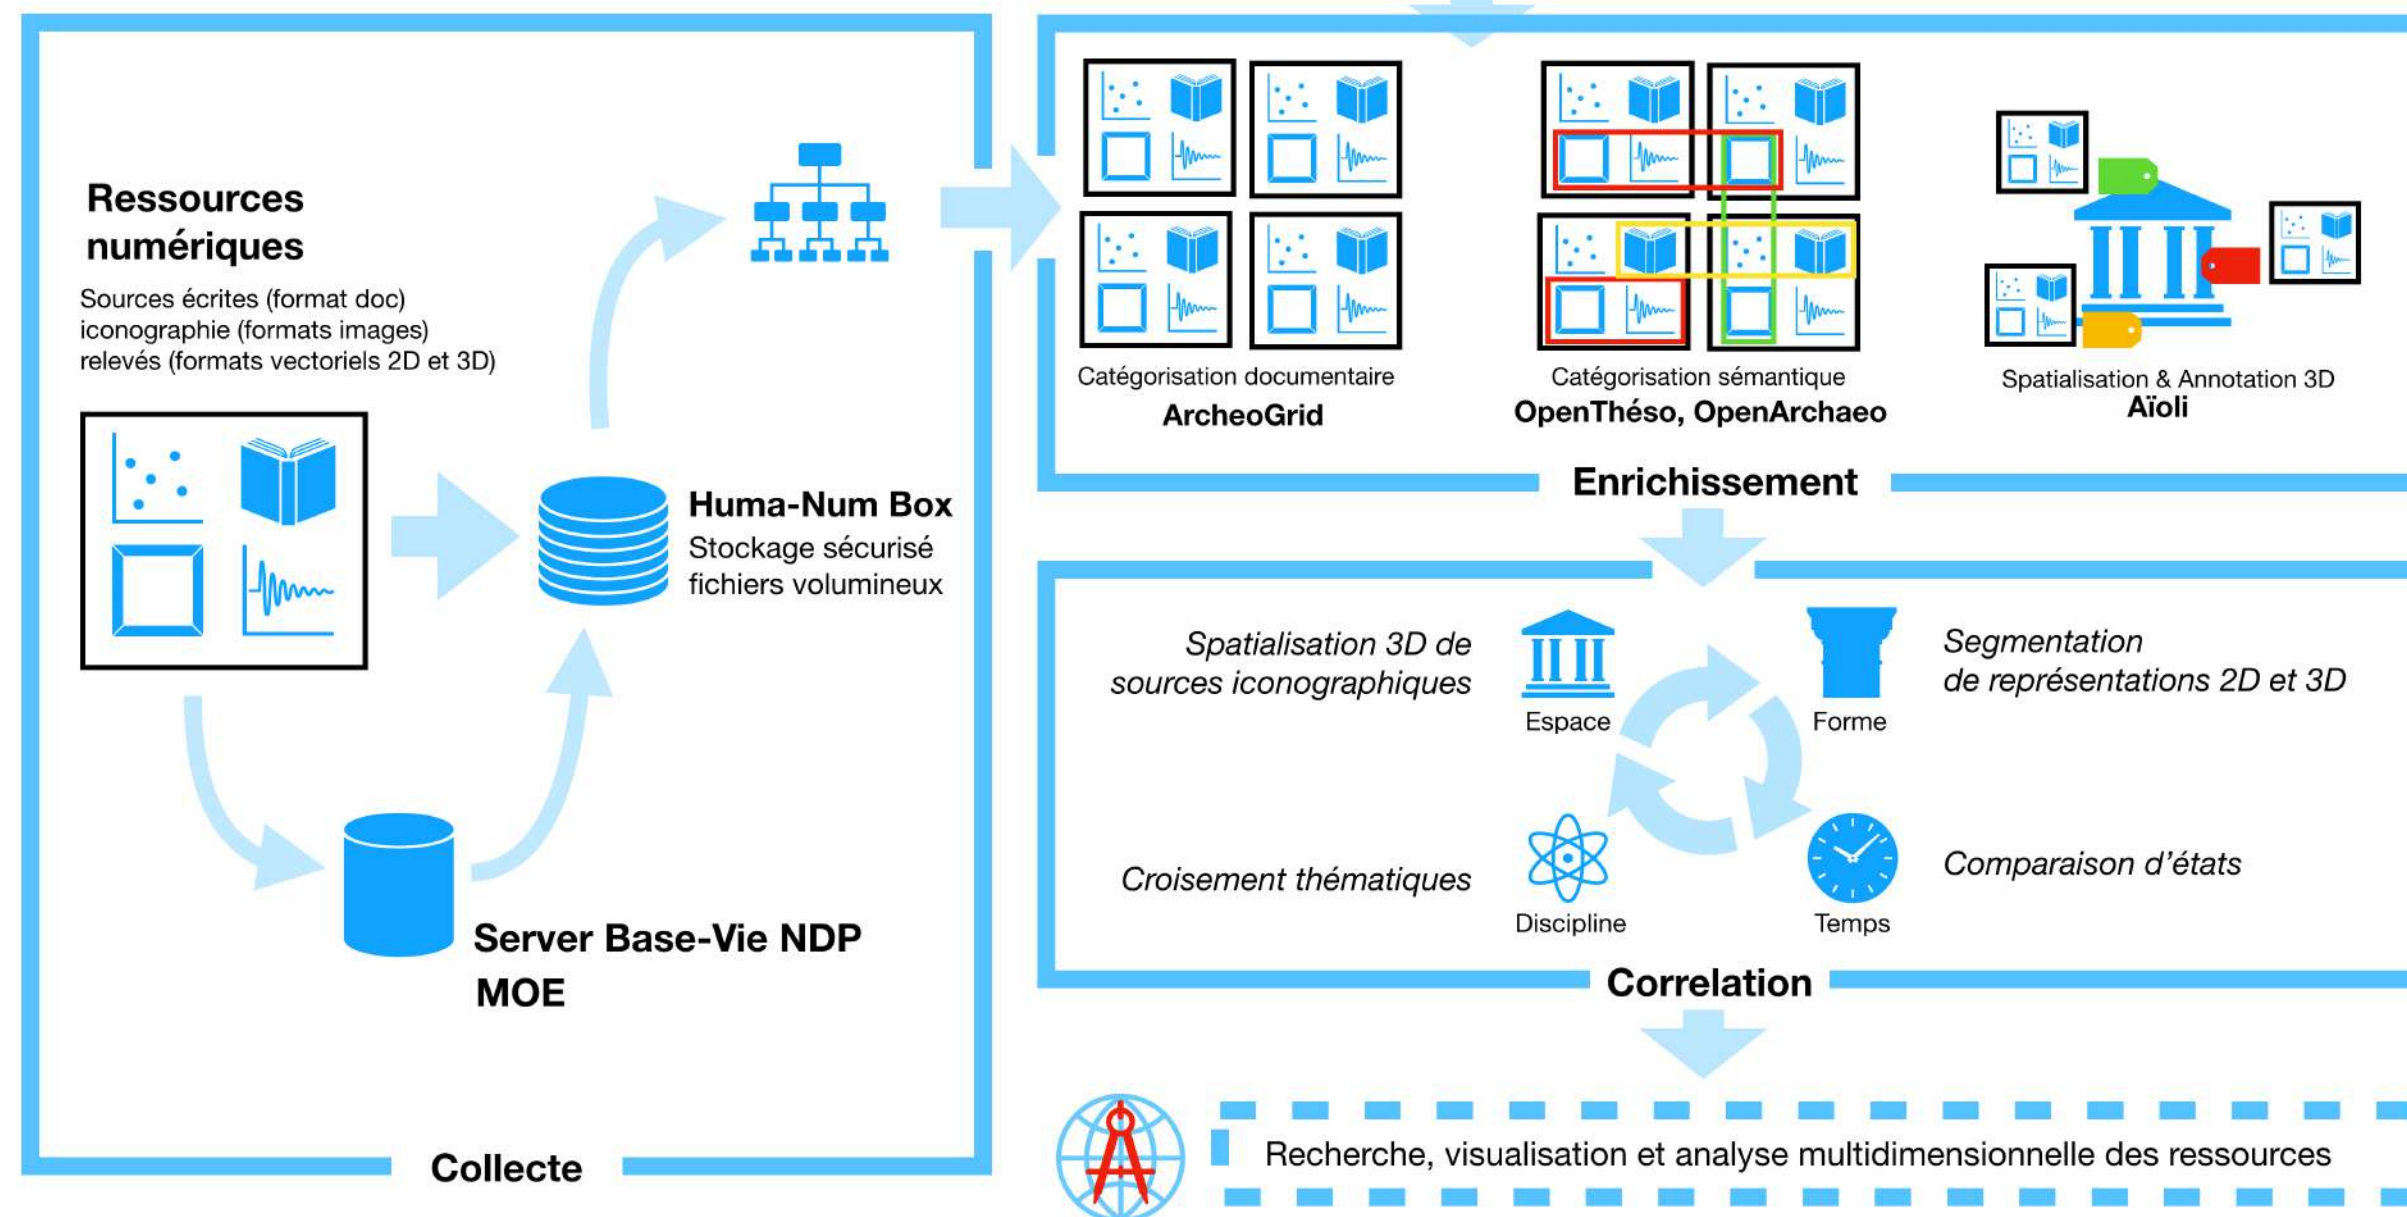 Ressources
numériques
Sources écrites (format doc)
iconographie (formats images)
relevés (formats vectoriels 2D et 3D)
Huma-Num Box
Stockage sécurisé
fichiers volumineux
Server Base-Vie NDP
MOE
Collecte
Catégorisation documentaire
ArcheoGrid
Catégorisation sémantique
OpenThéso, OpenArchaeo
Spatialisation & Annotation 3D
Aïoli
Enrichissement
Spatialisation 3D de
sources iconographiques
Espace
Forme
Segmentation
de représentations 2D et 3D
Croisement thématiques
Discipline
Temps
Comparaison d'états
Correlation
Recherche, visualisation et analyse multidimensionnelle des ressources